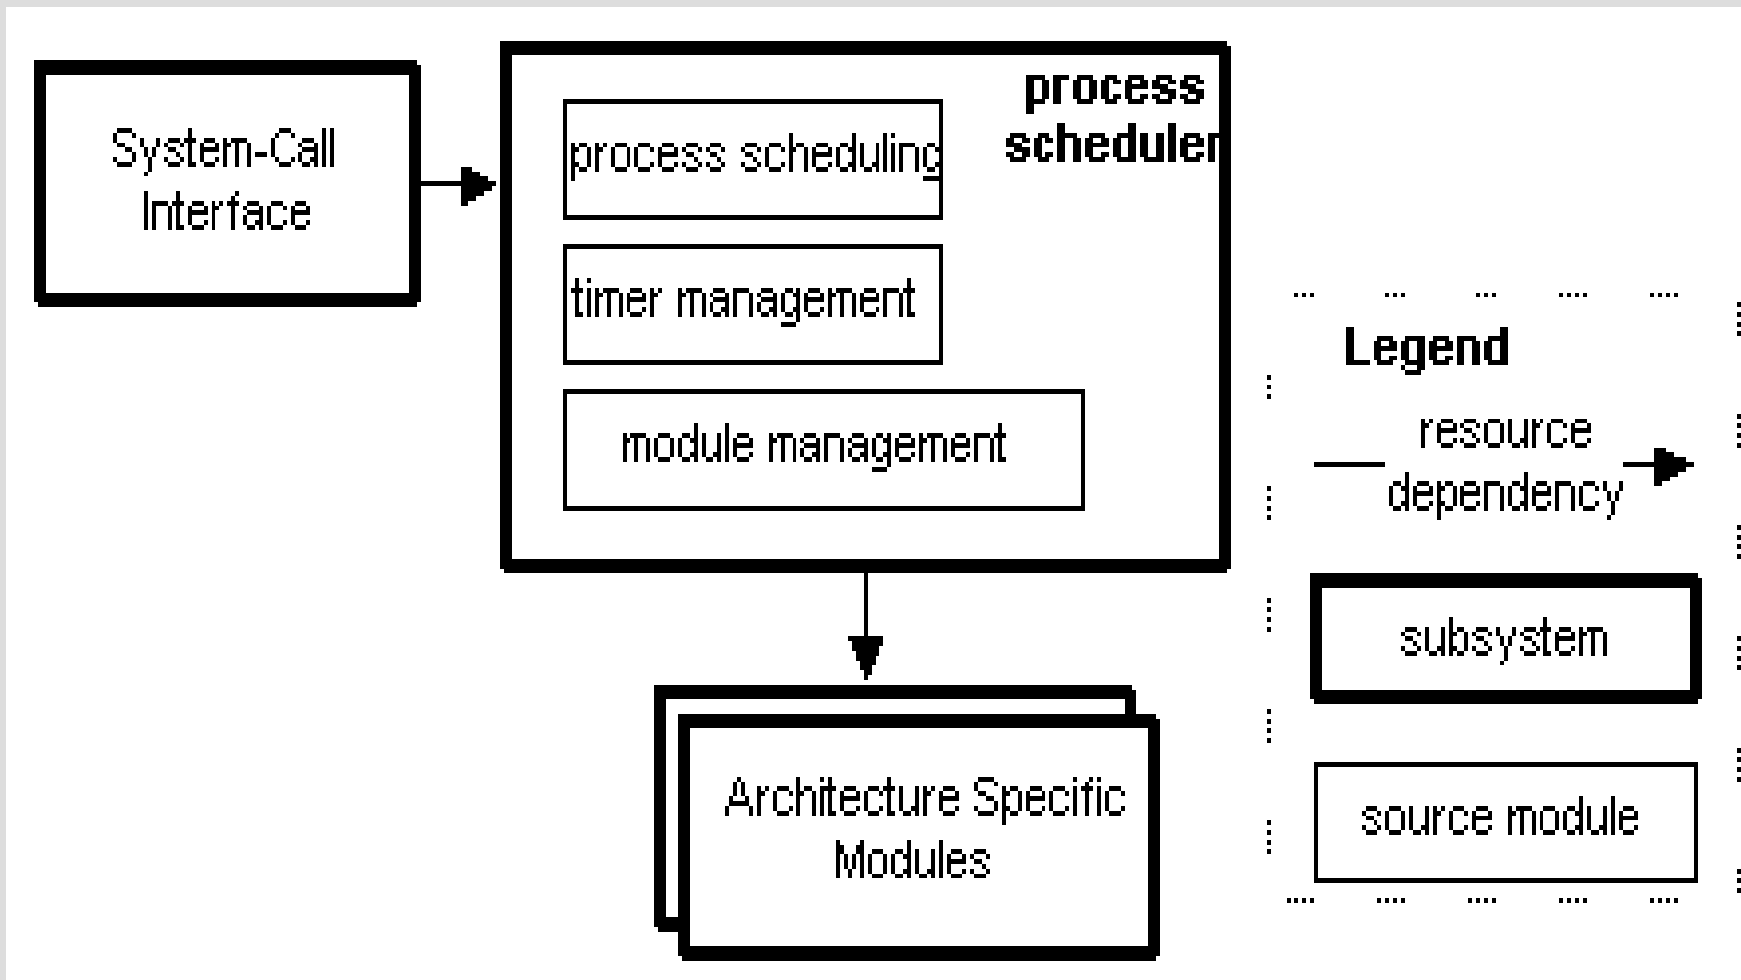 System-Call
Interface
process
scheduler
process scheduling
timer management
module management
Architecture Specific
Modules
Legend
resource
dependency
subsystem
source module